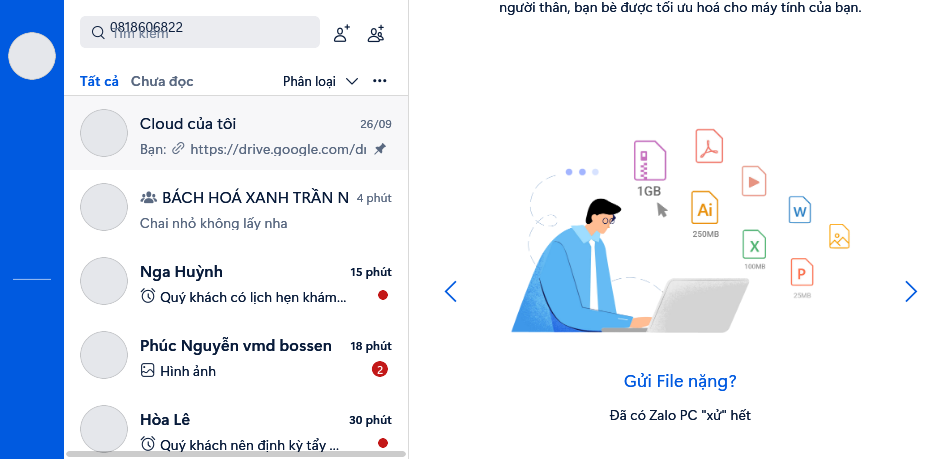 người thân, bạn bè được tối ưu hoá cho máy tính của bạn.
0818606822
Tìm kiếm
Tất cả Chưa đọc Phân loại
Cloud của tôi 26/09
Bạn: https://drive.google.com/dr
BÁCH HOÁ XANH TRẦN N 4 phút
Chai nhỏ không lấy nha
Nga Huỳnh 15 phút
Quý khách có lịch hẹn khám...
Phúc Nguyễn vmd bossen 18 phút
Hình ảnh 2
Hòa Lê 30 phút
Quý khách nên định kỳ tẩy ...
1GB
Ai
250MB
W
X
100MB
P
25MB
Gửi File nặng?
Đã có Zalo PC "xử" hết